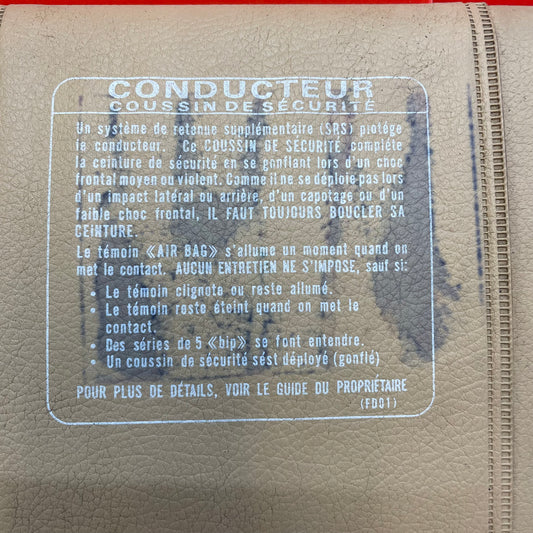 CONDUCTEUR
COUSSIN DE SÉCURITÉ
Un système de retenue supplémentaire (SRS) protége
le conducteur. Ce COUSSIN DE SÉCURITÉ complète
la ceinture de sécurité en se gonflant lors d'un choc
frontal moyen ou violent. Comme il ne se déploie pas lors
d'un impact latéral ou arrière, d'un capotage ou d'un
faible choc frontal, IL FAUT TOUJOURS BOUCLER SA
CEINTURE.
Le témoin «AIR BAG» s'allume un moment quand on
met le contact. AUCUN ENTRETIEN NE S'IMPOSE, sauf si:
• Le témoin clignote ou reste allumé.
• Le témoin reste éteint quand on met le
contact.
• Des séries de 5 «bip» se font entendre.
• Un coussin de sécurité sést déployé (gonflé)
POUR PLUS DE DÉTAILS, VOIR LE GUIDE DU PROPRIÉTAIRE
(FD01)